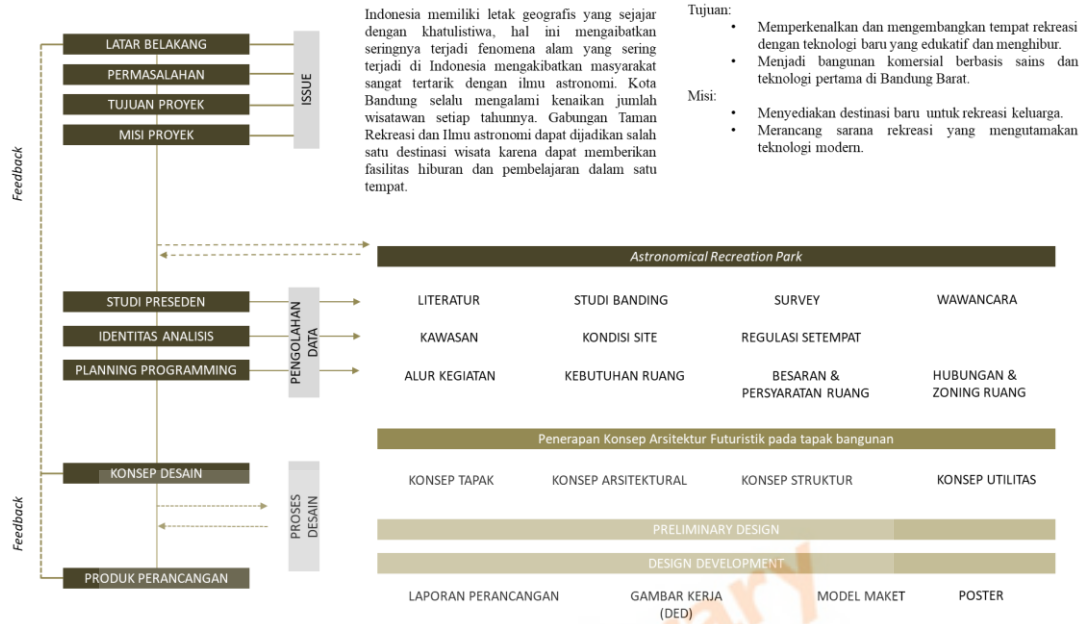 LATAR BELAKANG
PERMASALAHAN
TUJUAN PROYEK
MISI PROYEK
ISSUE
Feedback
Indonesia memiliki letak geografis yang sejajar
dengan khatulistiwa, hal ini mengaibatkan
seringnya terjadi fenomena alam yang sering
terjadi di Indonesia mengakibatkan masyarakat
sangat tertarik dengan ilmu astronomi. Kota
Bandung selalu mengalami kenaikan jumlah
wisatawan setiap tahunnya. Gabungan Taman
Rekreasi dan Ilmu astronomi dapat dijadikan salah
satu destinasi wisata karena dapat memberikan
fasilitas hiburan dan pembelajaran dalam satu
tempat.
Tujuan:
• Memperkenalkan dan mengembangkan tempat rekreasi
dengan teknologi baru yang edukatif dan menghibur.
• Menjadi bangunan komersial berbasis sains dan
teknologi pertama di Bandung Barat.
Misi:
• Menyediakan destinasi baru untuk rekreasi keluarga.
• Merancang sarana rekreasi yang mengutamakan
teknologi modern.
Astronomical Recreation Park
STUDI PRESEDEN
IDENTITAS ANALISIS
PLANNING PROGRAMMING
PENGOLAHAN
DATA
LITERATUR STUDI BANDING SURVEY WAWANCARA
KAWASAN KONDISI SITE REGULASI SETEMPAT
ALUR KEGIATAN KEBUTUHAN RUANG BESARAN & HUBUNGAN &
PERSYARATAN RUANG ZONING RUANG
Penerapan Konsep Arsitektur Futuristik pada tapak bangunan
KONSEP DESAIN
PROSES
DESAIN
Feedback
KONSEP TAPAK KONSEP ARSITEKTURAL KONSEP STRUKTUR KONSEP UTILITAS
PRELIMINARY DESIGN
DESIGN DEVELOPMENT
PRODUK PERANCANGAN
LAPORAN PERANCANGAN GAMBAR KERJA MODEL MAKET POSTER
(DED)